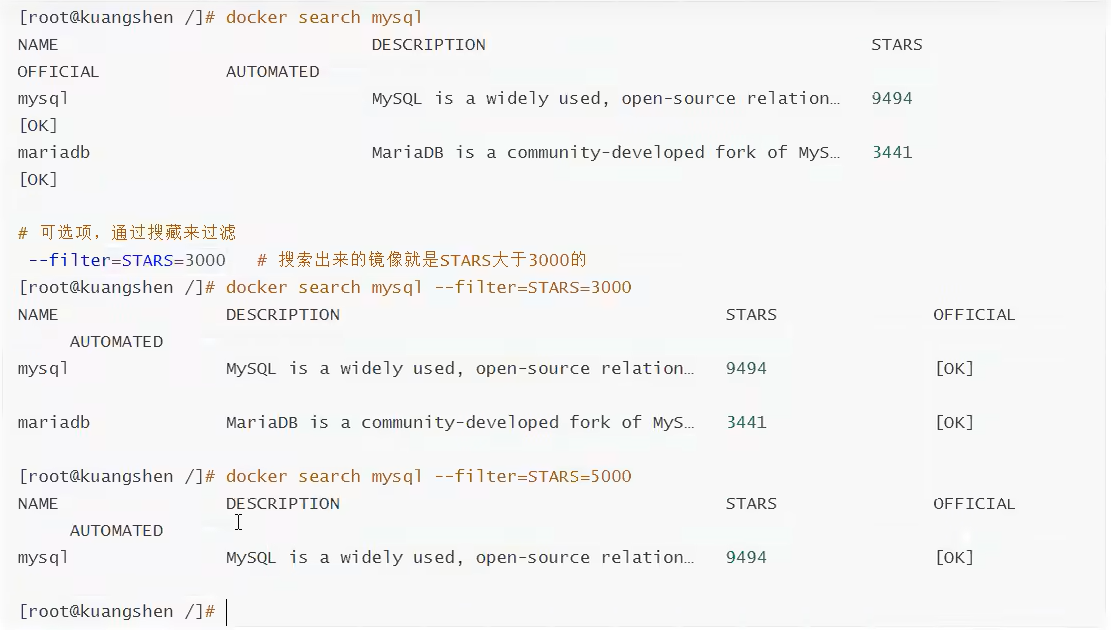 [root@kuangshen /]# docker search mysql
NAME DESCRIPTION STARS
OFFICIAL AUTOMATED
mysql MySQL is a widely used, open-source relation… 9494
[OK]
mariadb MariaDB is a community-developed fork of MyS… 3441
[OK]
# 可选项，通过搜藏来过滤
--filter=STARS=3000 # 搜索出来的镜像就是STARS大于3000的
[root@kuangshen /]# docker search mysql --filter=STARS=3000
NAME DESCRIPTION STARS OFFICIAL
AUTOMATED
mysql MySQL is a widely used, open-source relation… 9494 [OK]
mariadb MariaDB is a community-developed fork of MyS… 3441 [OK]
[root@kuangshen /]# docker search mysql --filter=STARS=5000
NAME DESCRIPTION STARS OFFICIAL
AUTOMATED
mysql MySQL is a widely used, open-source relation… 9494 [OK]
[root@kuangshen /]#